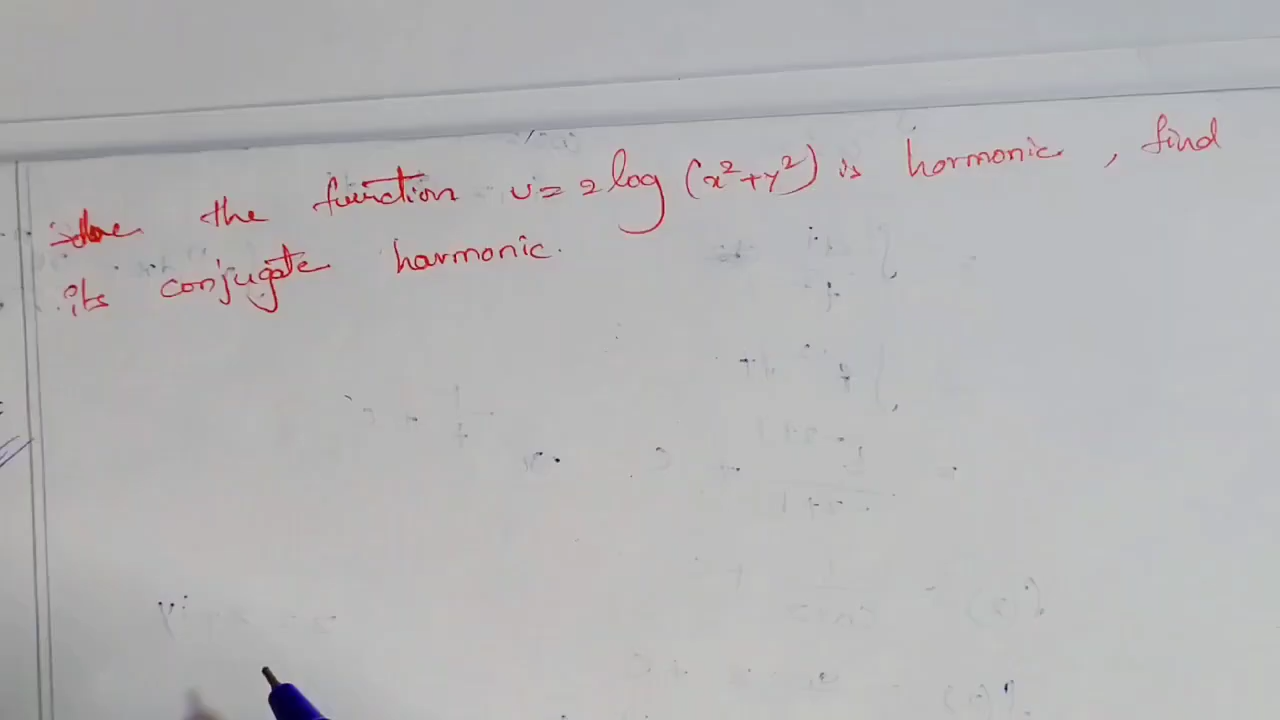 the function u = 2 log (x² + y²) is harmonic, find
its conjugate harmonic.